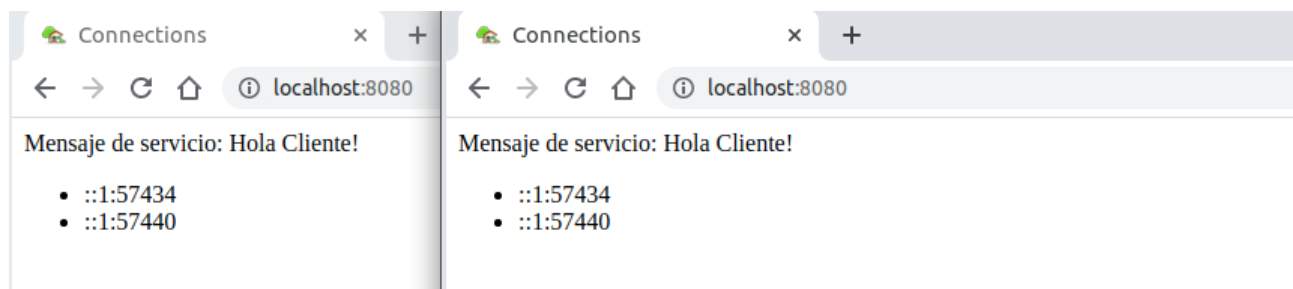 Connections
localhost:8080
Mensaje de servicio: Hola Cliente!
::1:57434
::1:57440
Connections
localhost:8080
Mensaje de servicio: Hola Cliente!
::1:57434
::1:57440